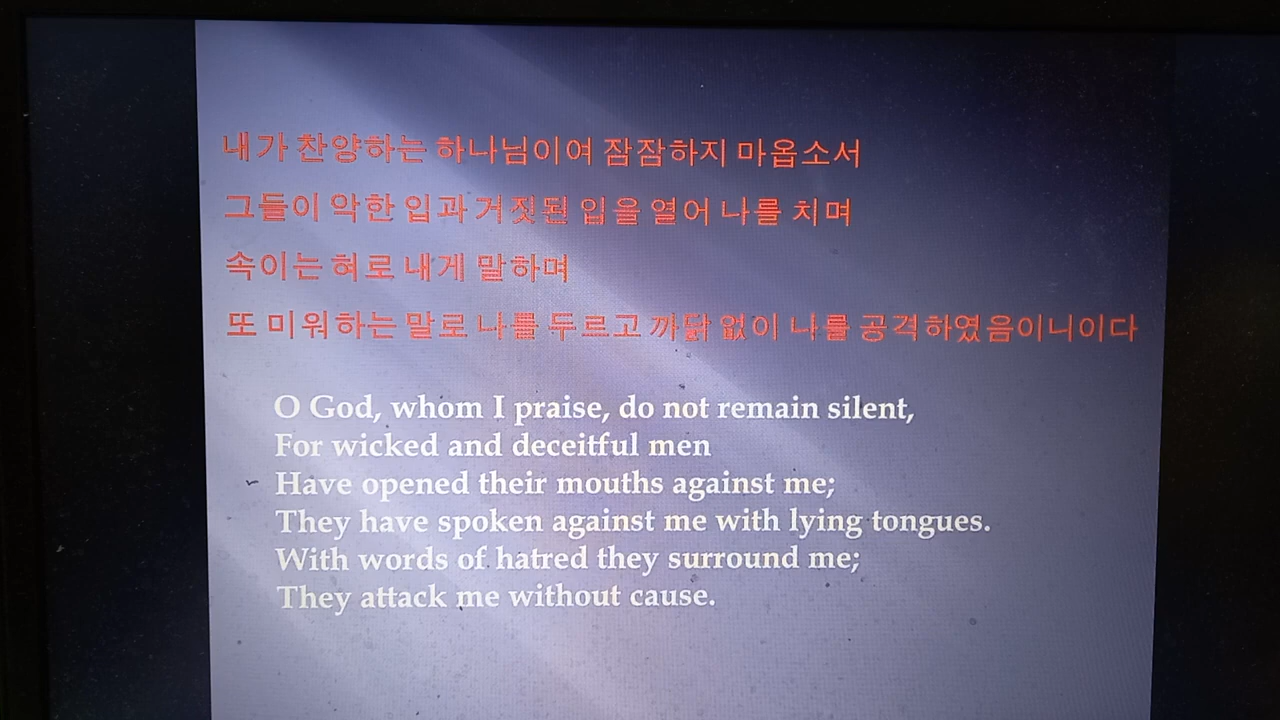 내가 찬양하는 하나님이여 잠잠하지 마옵소서
그들이 악한 입과 거짓된 입을 열어 나를 치며
속이는 혀로 내게 말하며
또 미워하는 말로 나를 두르고 까닭 없이 나를 공격하였음이니이다
O God, whom I praise, do not remain silent,
For wicked and deceitful men
Have opened their mouths against me;
They have spoken against me with lying tongues.
With words of hatred they surround me;
They attack me without cause.